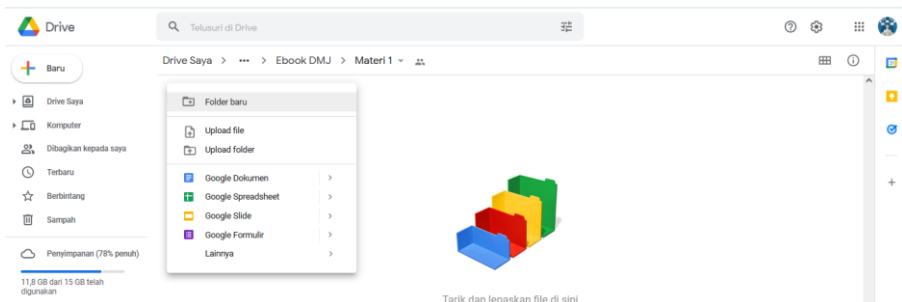 Drive
Telusuri di Drive
Baru
Drive Saya > ••• > Ebook DMJ > Materi 1
Drive Saya
Komputer
Dibagikan kepada saya
Terbaru
Berbintang
Sampah
Penyimpanan (78% penuh)
11,8 GB dari 15 GB telah
digunakan
Folder baru
Upload file
Upload folder
Google Dokumen
Google Spreadsheet
Google Slide
Google Formulir
Lainnya
Tarik dan lepaskan file di sini